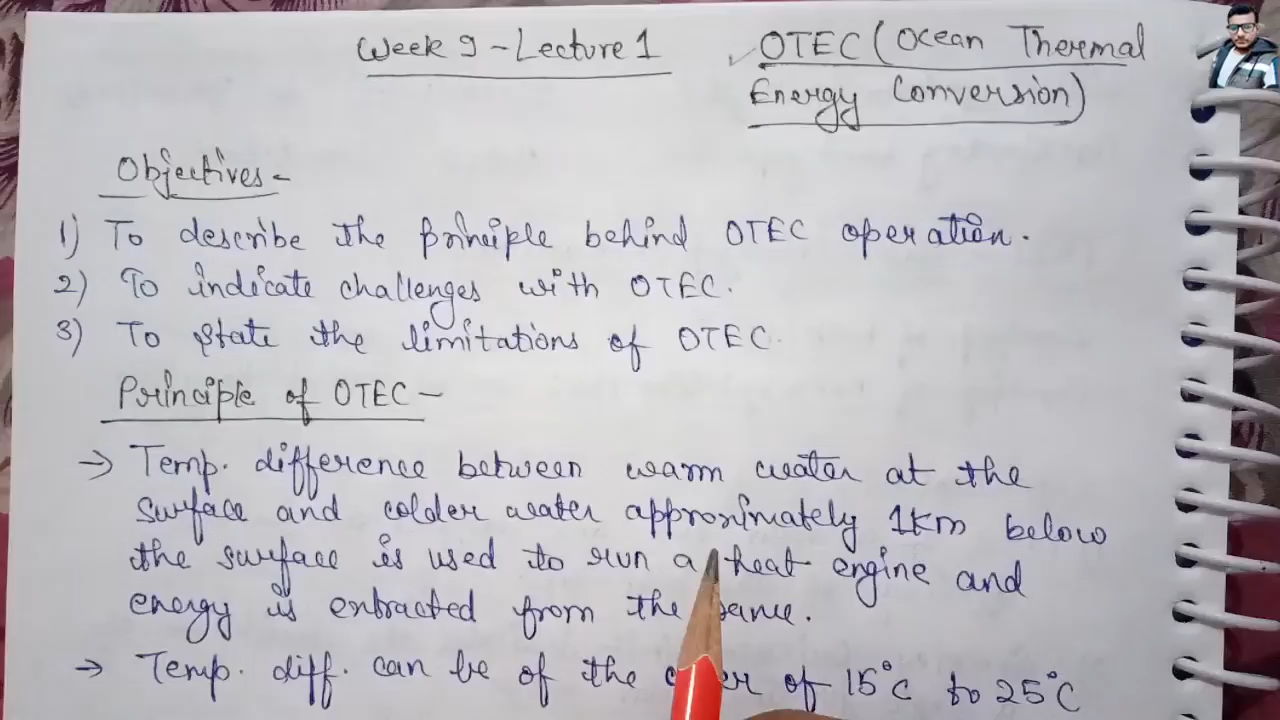 Week 9 - Lecture 1
OTEC (Ocean Thermal
Energy Conversion)
Objectives -
1) To describe the principle behind OTEC operation.
2) To indicate challenges with OTEC.
3) To state the limitations of OTEC.
Principle of OTEC -
→ Temp. difference between warm water at the
surface and colder water approximately 1km below
the surface is used to run a heat engine and
energy is extracted from the same.
→ Temp. diff. can be of the of 15°C to 25°C